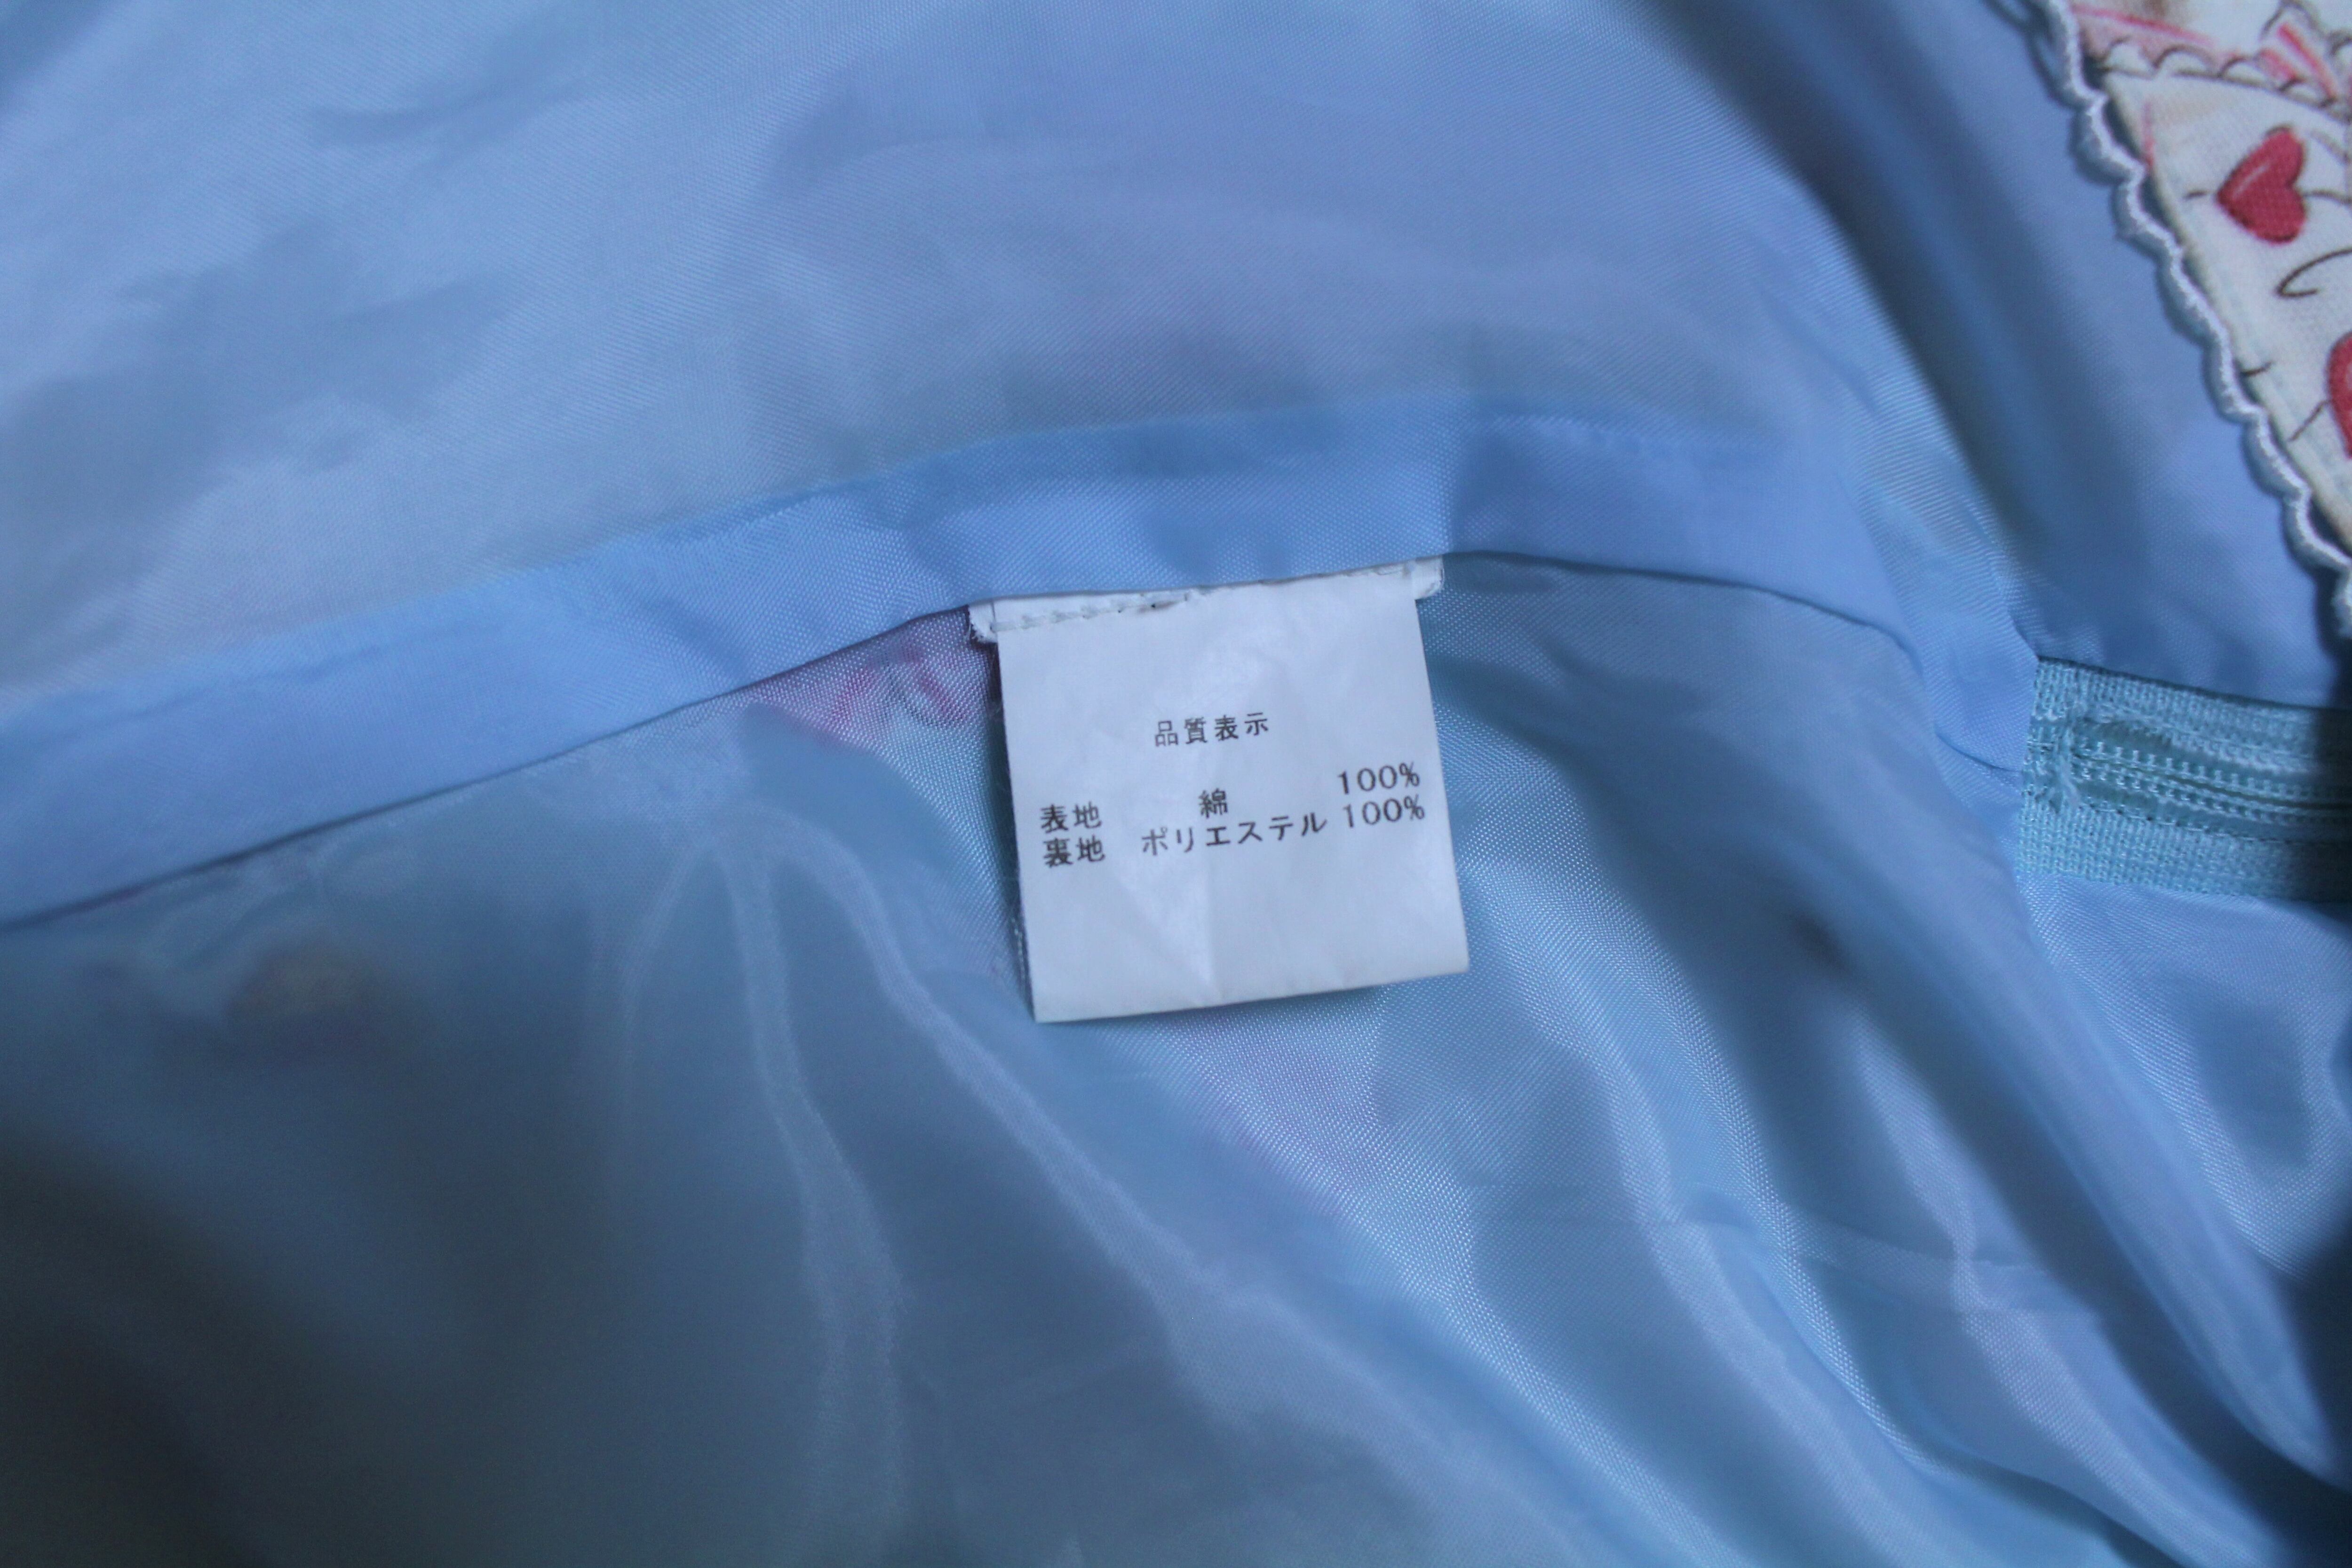 品質表示
表地 綿 100%
裏地 ポリエステル 100%